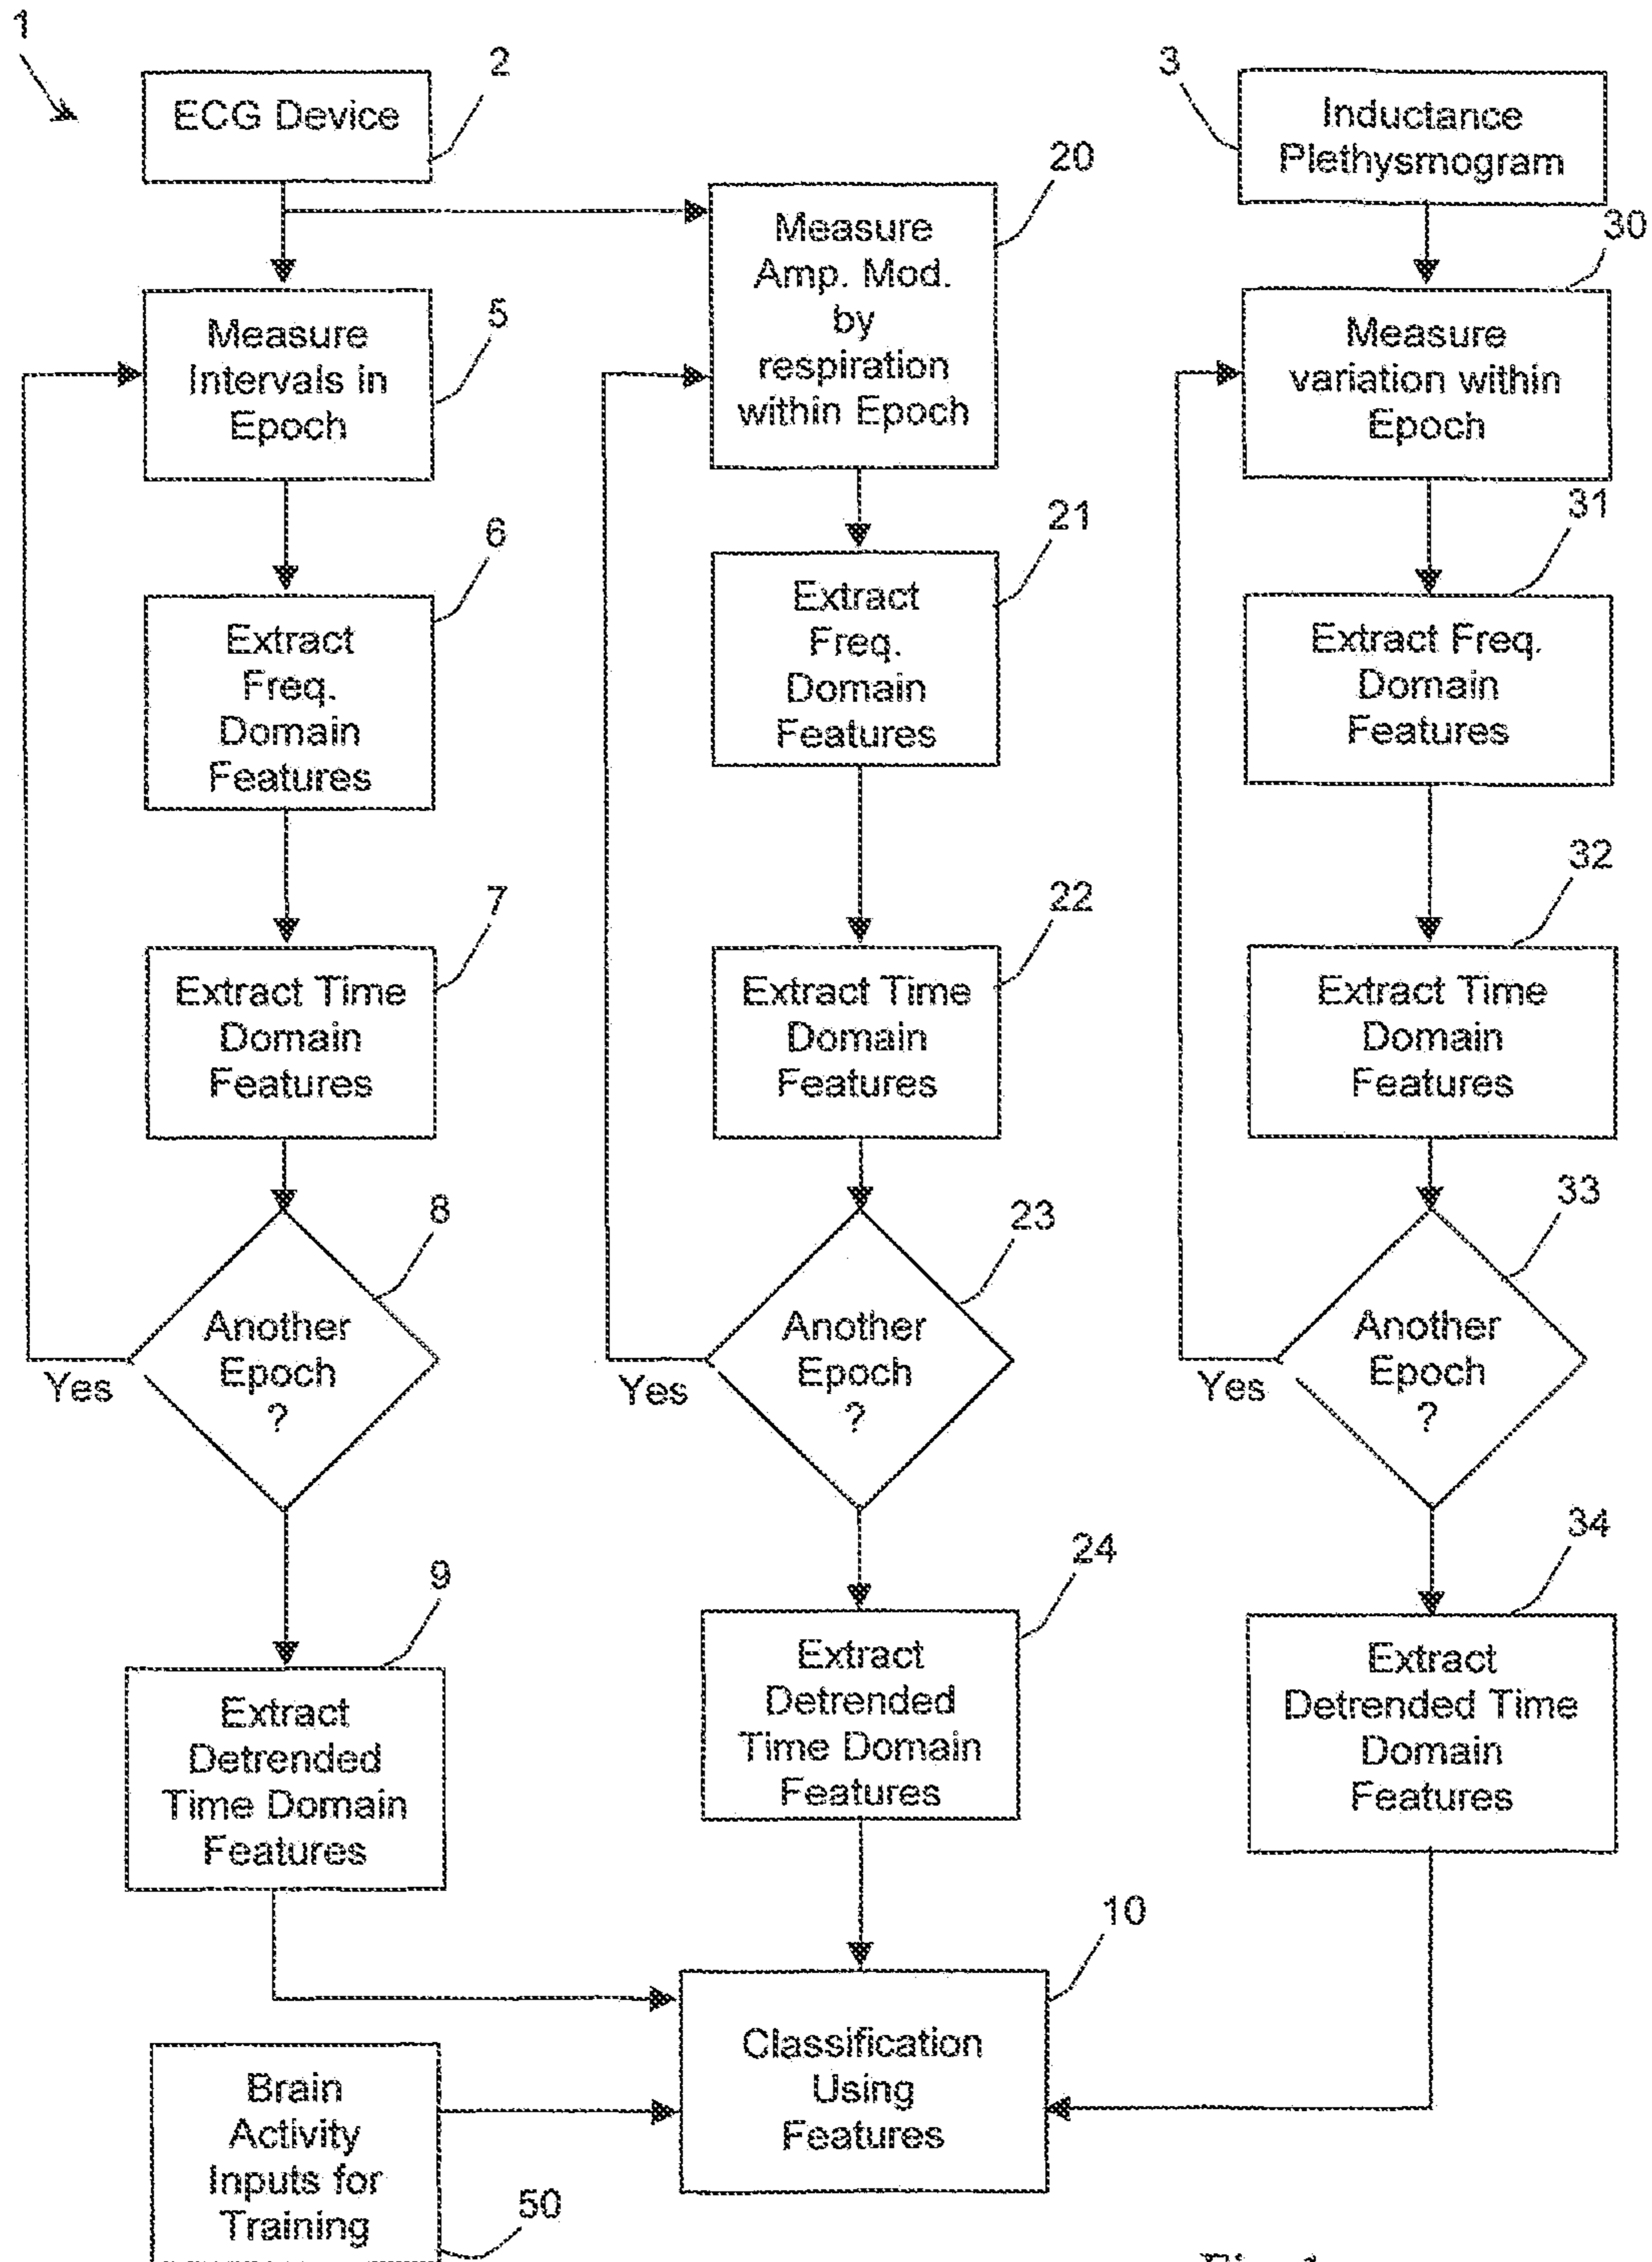 1
ECG Device
2
3
Inductance
Plethysmogram
20
Measure
Amp. Mod.
by
respiration
within Epoch
30
Measure
Intervals in
Epoch
5
Measure
variation within
Epoch
6
Extract
Freq.
Domain
Features
21
Extract
Freq.
Domain
Features
31
Extract Freq.
Domain
Features
7
Extract Time
Domain
Features
22
Extract Time
Domain
Features
32
Extract Time
Domain
Features
8
Another
Epoch
?
Yes
23
Another
Epoch
?
Yes
33
Another
Epoch
?
Yes
9
Extract
Detrended
Time Domain
Features
24
Extract
Detrended
Time Domain
Features
34
Extract
Detrended Time
Domain
Features
10
Classification
Using
Features
Brain
Activity
Inputs for
Training
50